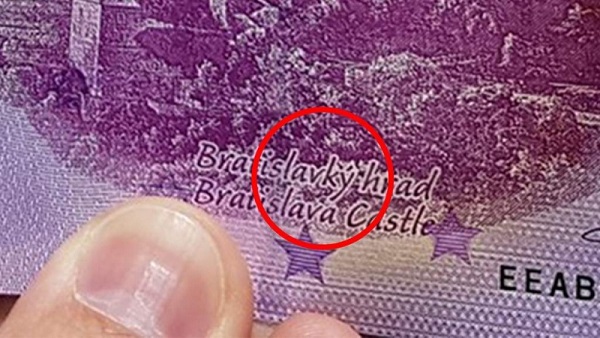 Bratislavký hrad
Bratislava Castle
EEAB